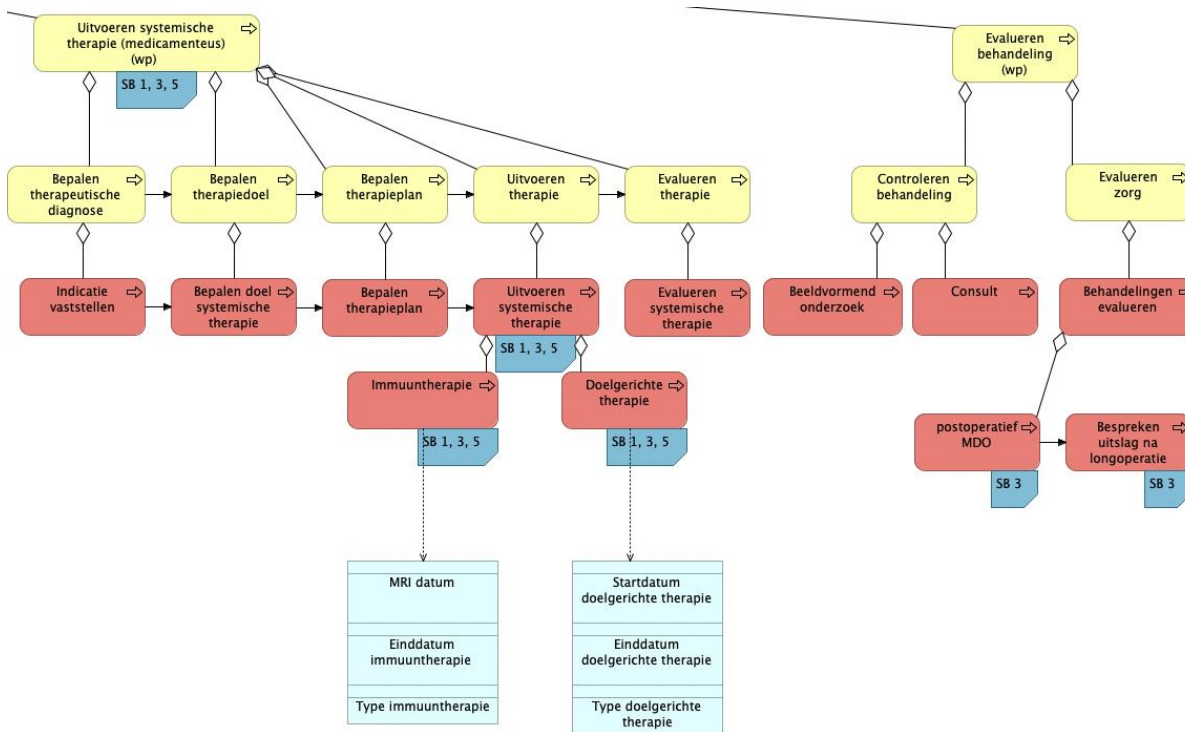 Uitvoeren systemische
therapie (medicamenteus)
(wp)
SB 1, 3, 5
Evalueren
behandeling
(wp)
Bepalen
therapeutische
diagnose
Bepalen
therapiedoel
Bepalen
therapieplan
Uitvoeren
therapie
Evalueren
therapie
Controleren
behandeling
Evalueren
zorg
Indicatie
vaststellen
Bepalen doel
systemische
therapie
Bepalen
therapieplan
Uitvoeren
systemische
therapie
SB 1, 3, 5
Evalueren
systemische
therapie
Beeldvormend
onderzoek
Consult
Behandelingen
evalueren
Immuuntherapie
SB 1, 3, 5
Doelgerichte
therapie
SB 1, 3, 5
postoperatief
MDO
SB 3
Bespreken
uitslag na
longoperatie
SB 3
MRI datum
Einddatum
immuuntherapie
Type immuuntherapie
Startdatum
doelgerichte therapie
Einddatum
doelgerichte therapie
Type doelgerichte
therapie